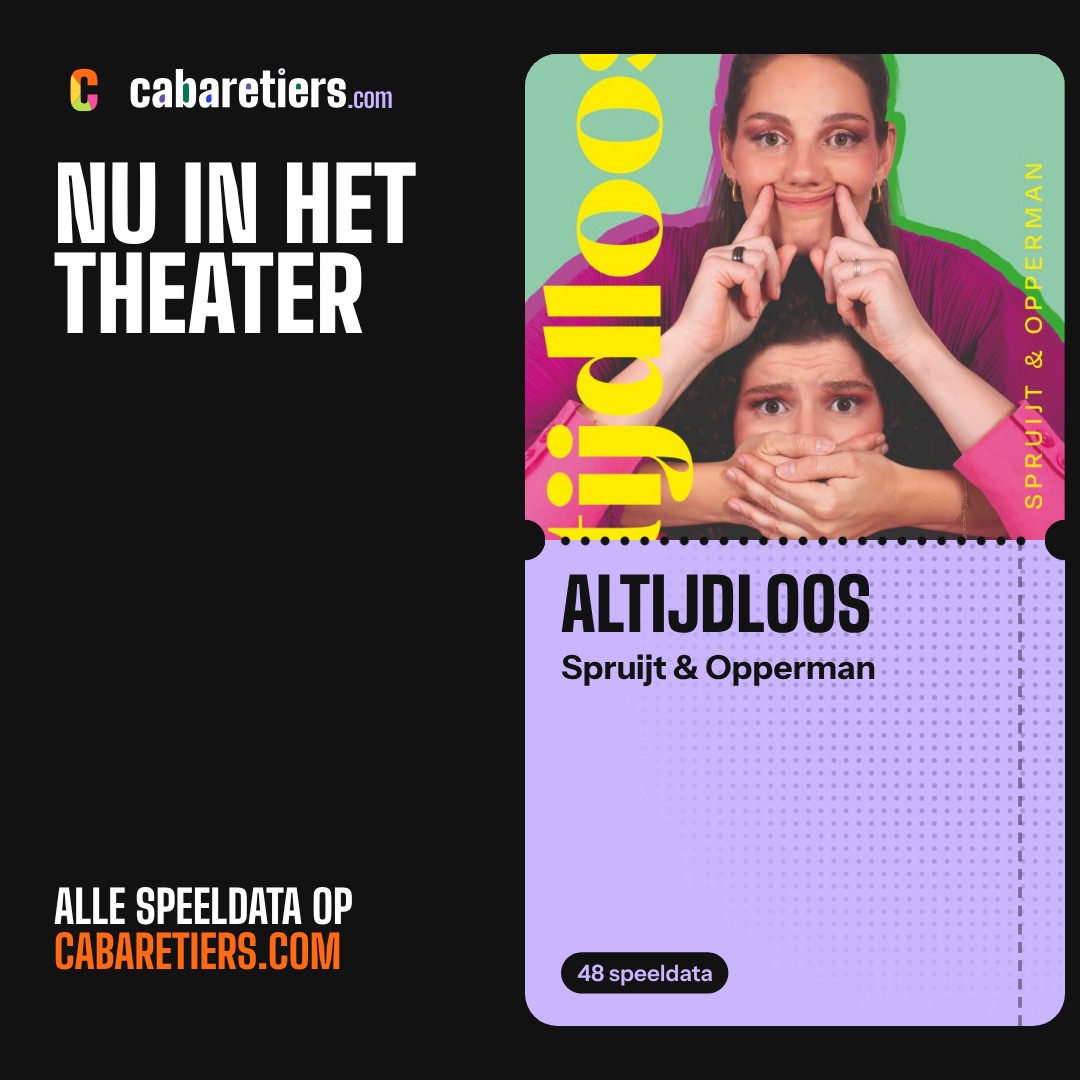 cabaretiers.com
NU IN HET
THEATER
tijdloos
SPRUIJT & OPPERMAN
ALTIJDLOOS
Spruijt & Opperman
48 speeldata
ALLE SPEELDATA OP
CABARETIERS.COM